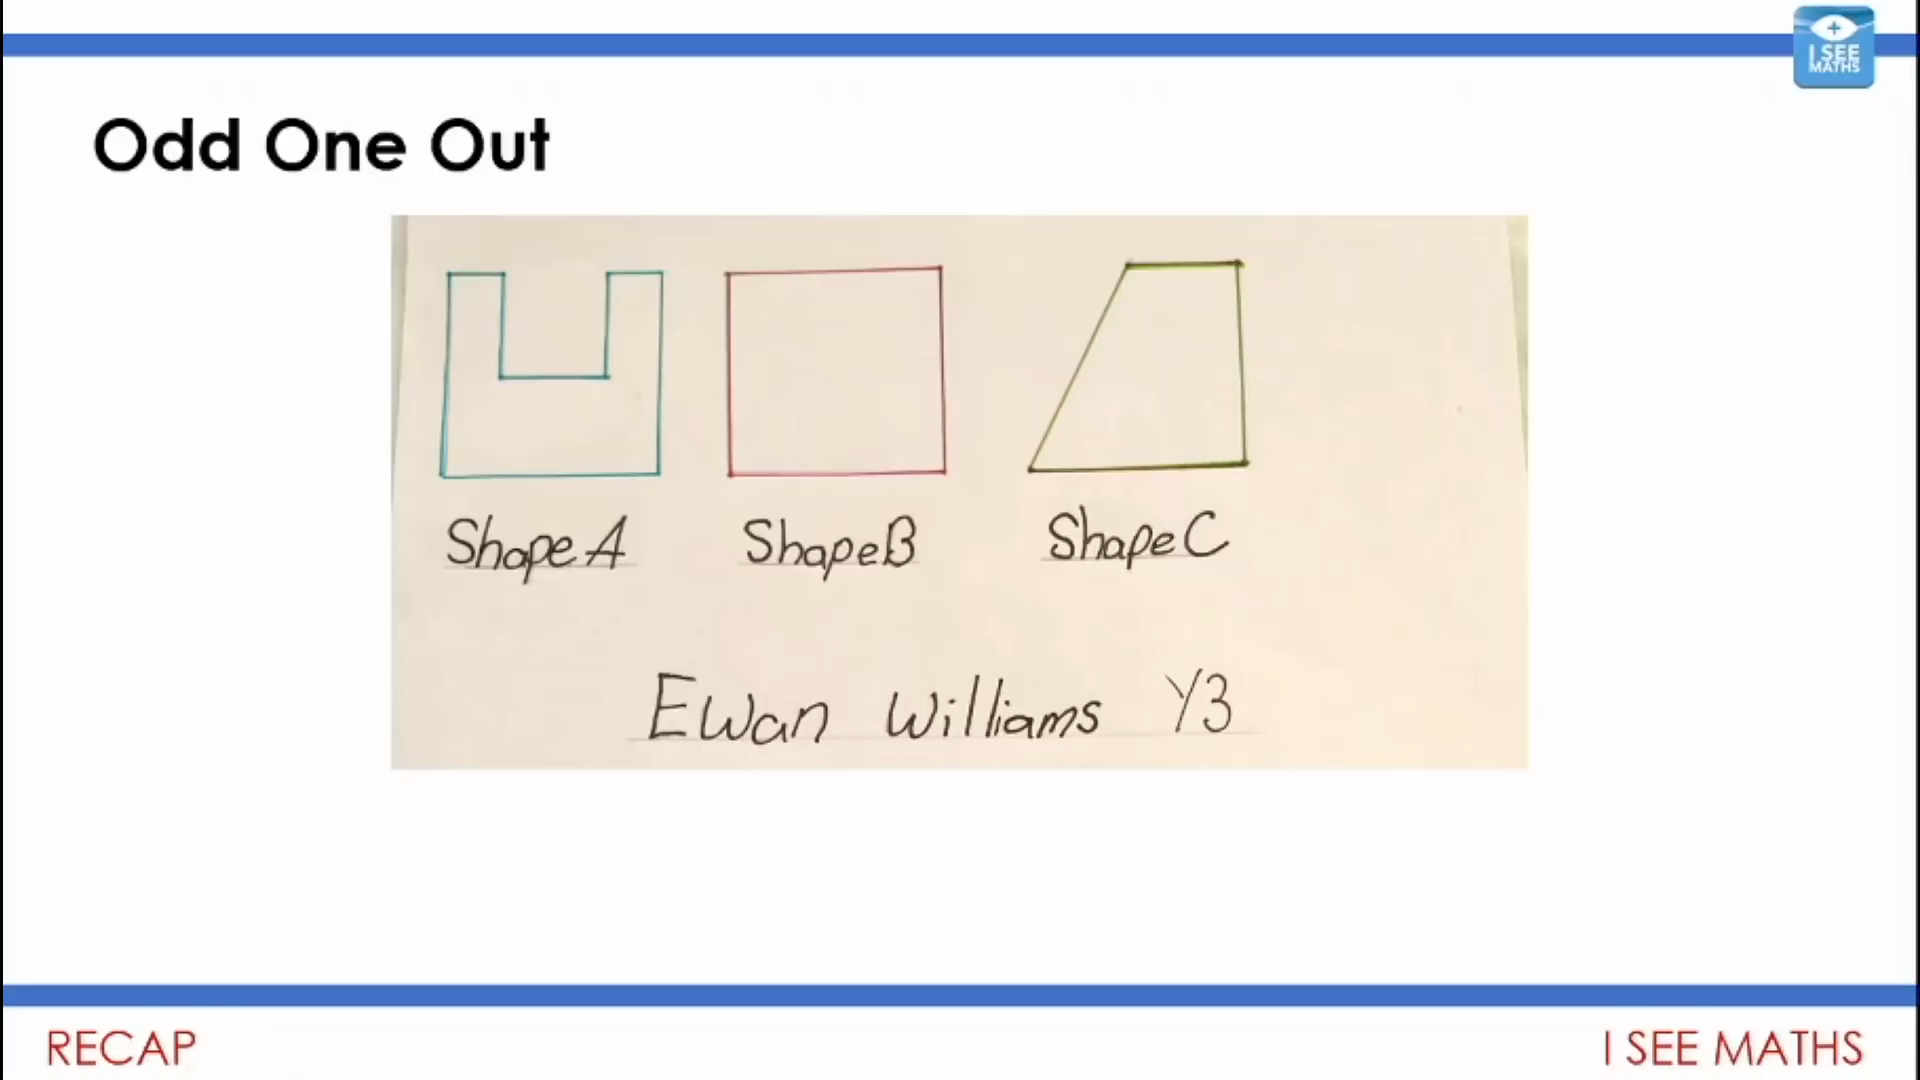 I SEE
MATHS
Odd One Out
Shape A Shape B Shape C
Ewan Williams Y3
RECAP
I SEE MATHS